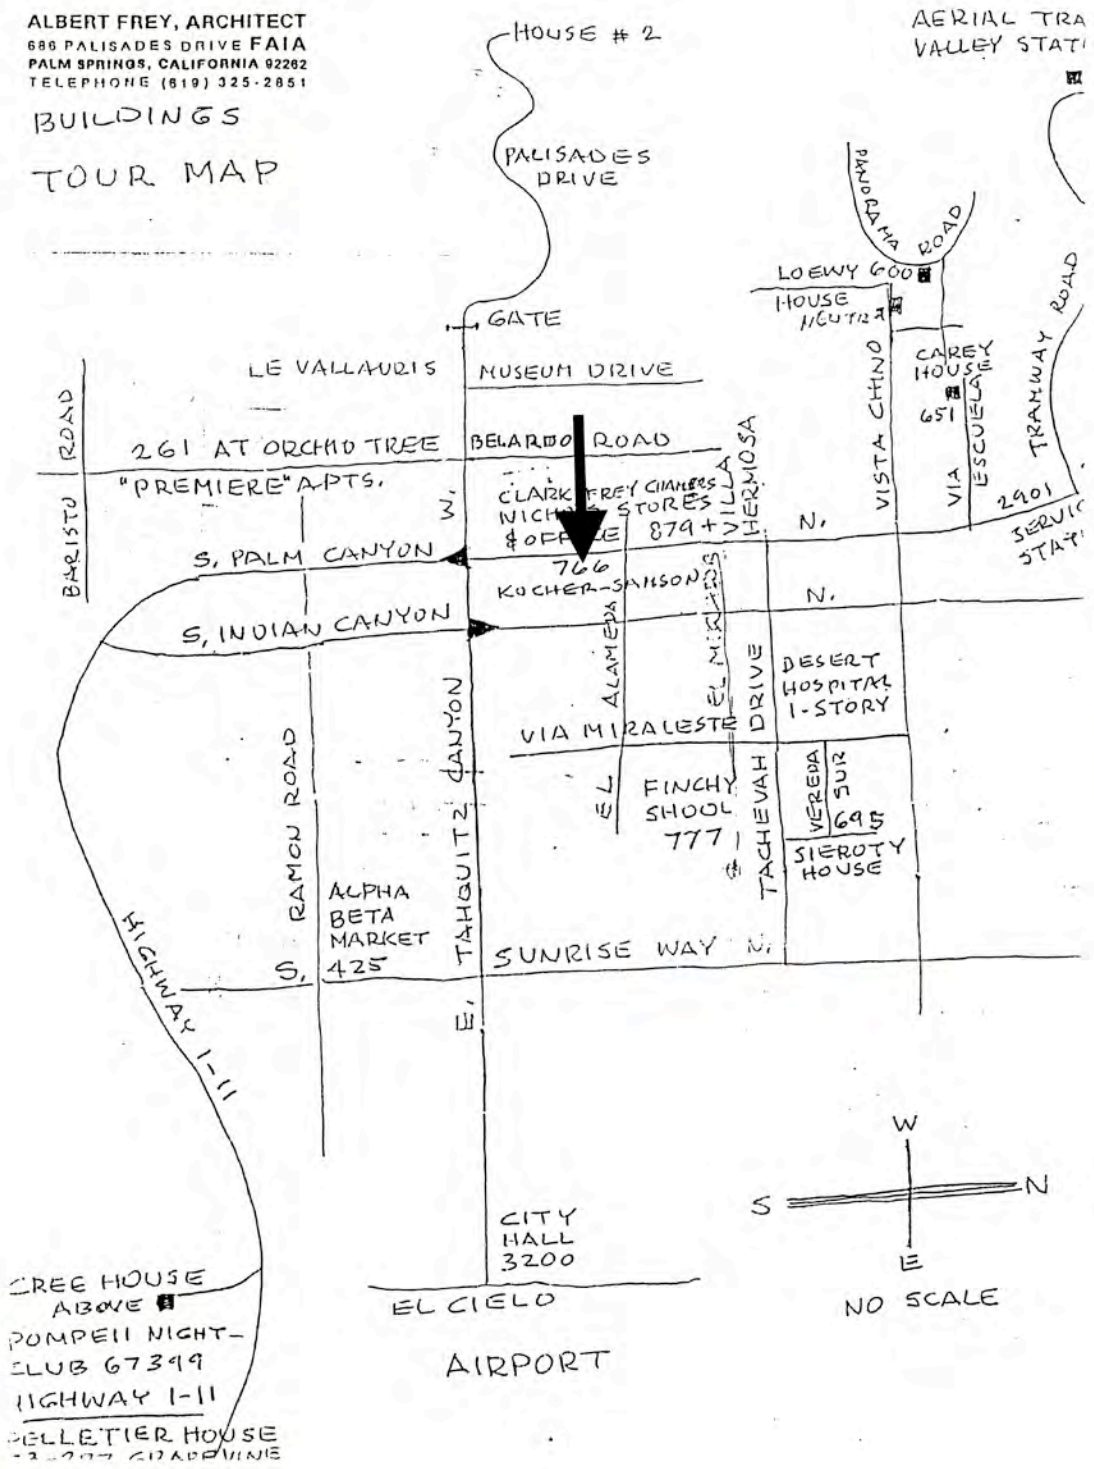 ALBERT FREY, ARCHITECT
686 PALISADES DRIVE FAIA
PALM SPRINGS, CALIFORNIA 92262
TELEPHONE (619) 325-2851
BUILDINGS
TOUR MAP
HOUSE # 2
PALISADES
DRIVE
GATE
AERIAL TRA
VALLEY STATI
PANORAMA ROAD
LOEWY 600
HOUSE
NEUTRA
CAREY
HOUSE
651
VISTA CHINO
VIA ESCUELA
TRAMWAY ROAD
2901
SERVIC
STAT
LE VALLAURIS
MUSEUM DRIVE
BARISTO ROAD
261 AT ORCHID TREE
BELARDO ROAD
"PREMIERE" APTS.
W.
CLARK FREY CHAMBERS
STORES
879 +
VILLA
HERMOSA
N.
S. PALM CANYON
766
KOCHER-SAMSON
N.
S. INDIAN CANYON
EL ALAMEDA
EL MIRADOR
TACHEVAH DRIVE
DESERT
HOSPITAL
1-STORY
VIA MIRALESTE
FINCHY
SHOOL
777
VEREDA
SUR
695
SIEROTY
HOUSE
RAMON ROAD
E. TAHQUITZ CANYON
ALPHA
BETA
MARKET
425
S.
SUNRISE WAY N.
HIGHWAY 1-11
CITY
HALL
3200
EL CIELO
AIRPORT
W
S
N
E
NO SCALE
CREE HOUSE
ABOVE
POMPEII NIGHT-
CLUB 67399
HIGHWAY 1-11
PELLETIER HOUSE
GRAPEVINE